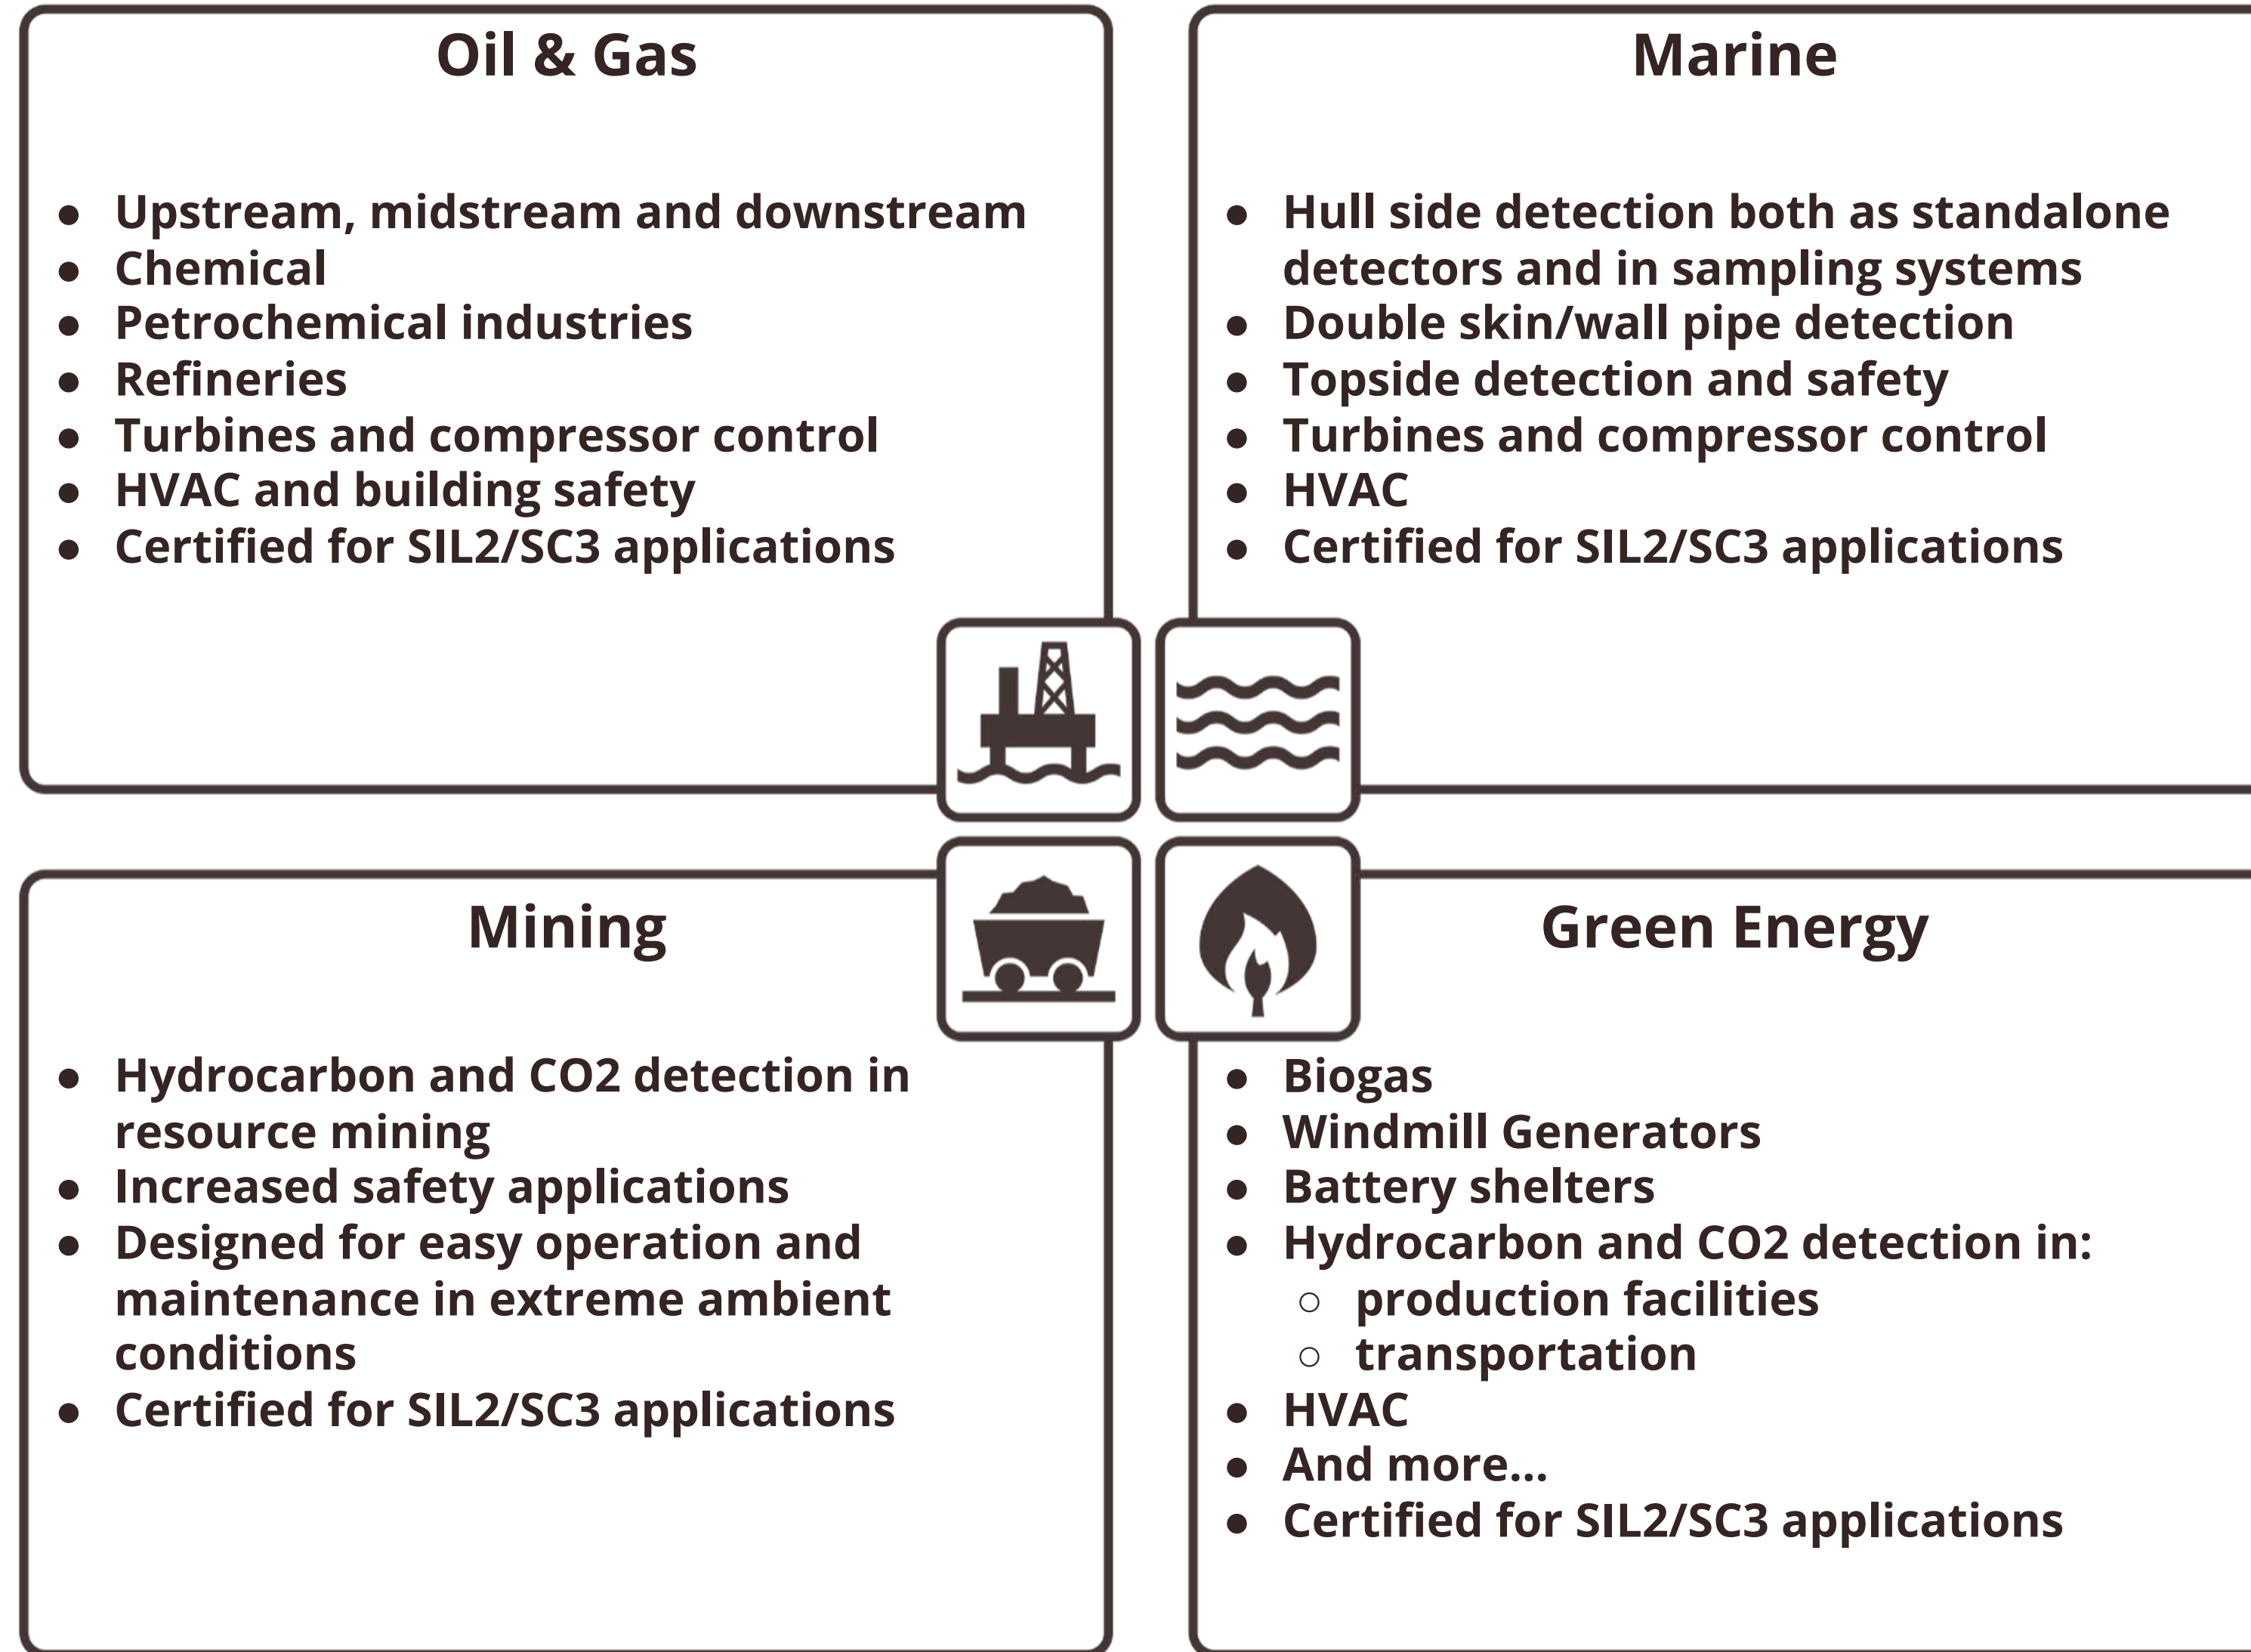 Oil & Gas
● Upstream, midstream and downstream
● Chemical
● Petrochemical industries
● Refineries
● Turbines and compressor control
● HVAC and building safety
● Certified for SIL2/SC3 applications
Marine
● Hull side detection both as standalone
detectors and in sampling systems
● Double skin/wall pipe detection
● Topside detection and safety
● Turbines and compressor control
● HVAC
● Certified for SIL2/SC3 applications
Mining
● Hydrocarbon and CO2 detection in
resource mining
● Increased safety applications
● Designed for easy operation and
maintenance in extreme ambient
conditions
● Certified for SIL2/SC3 applications
Green Energy
● Biogas
● Windmill Generators
● Battery shelters
● Hydrocarbon and CO2 detection in:
○ production facilities
○ transportation
● HVAC
● And more...
● Certified for SIL2/SC3 applications